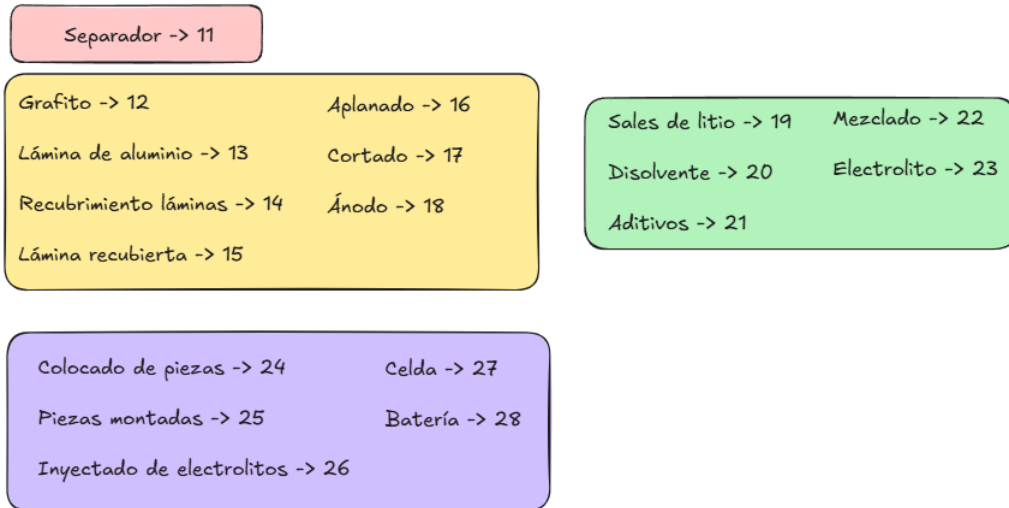 Separador -> 11
Grafito -> 12
Lámina de aluminio -> 13
Recubrimiento láminas -> 14
Lámina recubierta -> 15
Aplanado -> 16
Cortado -> 17
Ánodo -> 18
Sales de litio -> 19
Disolvente -> 20
Aditivos -> 21
Mezclado -> 22
Electrolito -> 23
Colocado de piezas -> 24
Piezas montadas -> 25
Inyectado de electrolitos -> 26
Celda -> 27
Batería -> 28